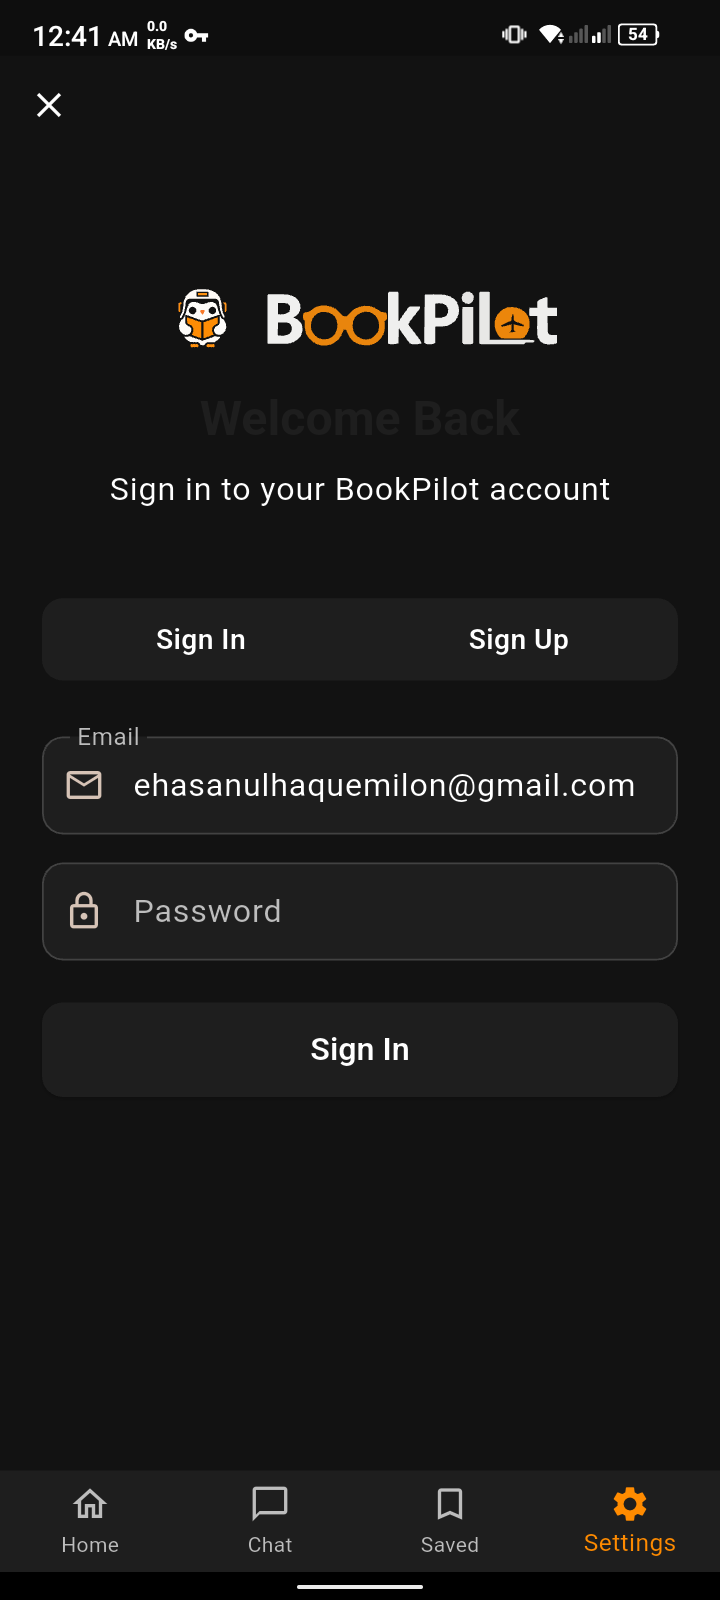 12:41 AM 0.0 KB/s 54
BookPilot
Welcome Back
Sign in to your BookPilot account
Sign In Sign Up
Email
ehasanulhaquemilon@gmail.com
Password
Sign In
Home Chat Saved Settings